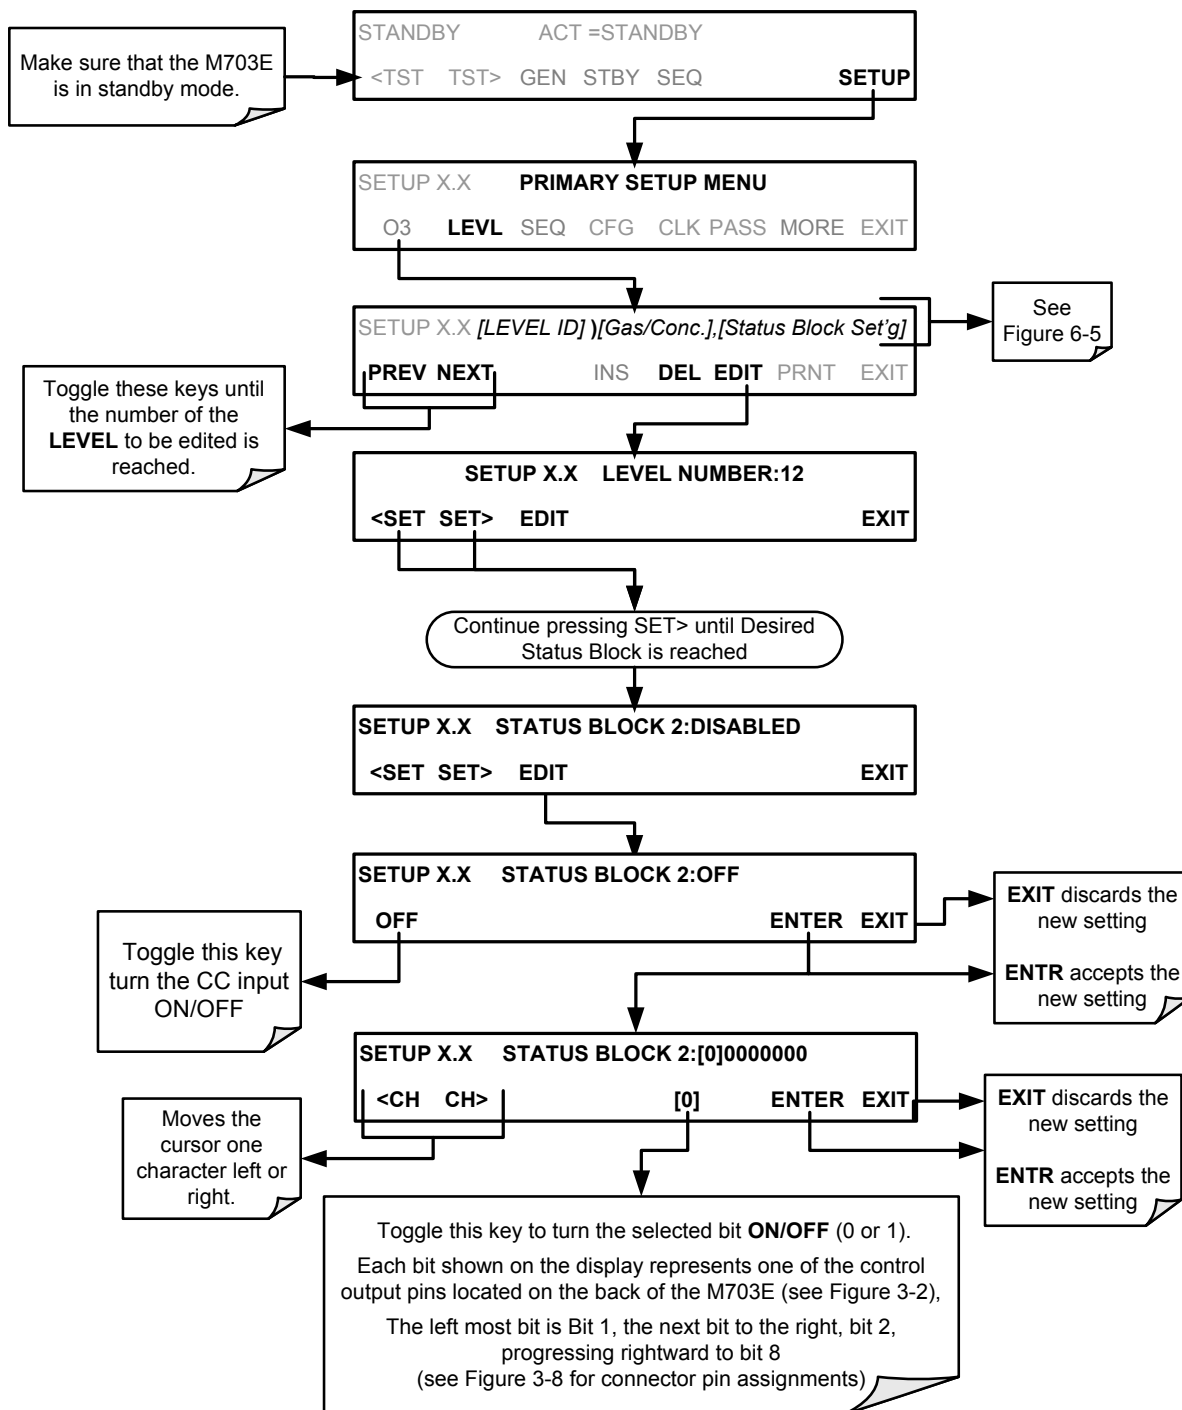 STANDBY ACT =STANDBY
<TST TST> GEN STBY SEQ SETUP
Make sure that the M703E
is in standby mode.
SETUP X.X PRIMARY SETUP MENU
O3 LEVL SEQ CFG CLK PASS MORE EXIT
SETUP X.X [LEVEL ID] )[Gas/Conc.],[Status Block Set'g]
PREV NEXT INS DEL EDIT PRNT EXIT
See
Figure 6-5
Toggle these keys until
the number of the
LEVEL to be edited is
reached.
SETUP X.X LEVEL NUMBER:12
<SET SET> EDIT EXIT
Continue pressing SET> until Desired
Status Block is reached
SETUP X.X STATUS BLOCK 2:DISABLED
<SET SET> EDIT EXIT
SETUP X.X STATUS BLOCK 2:OFF
OFF ENTER EXIT
EXIT discards the
new setting
ENTR accepts the
new setting
Toggle this key
turn the CC input
ON/OFF
SETUP X.X STATUS BLOCK 2:[0]0000000
<CH CH> [0] ENTER EXIT
EXIT discards the
new setting
ENTR accepts the
new setting
Moves the
cursor one
character left or
right.
Toggle this key to turn the selected bit ON/OFF (0 or 1).
Each bit shown on the display represents one of the control
output pins located on the back of the M703E (see Figure 3-2),
The left most bit is Bit 1, the next bit to the right, bit 2,
progressing rightward to bit 8
(see Figure 3-8 for connector pin assignments)